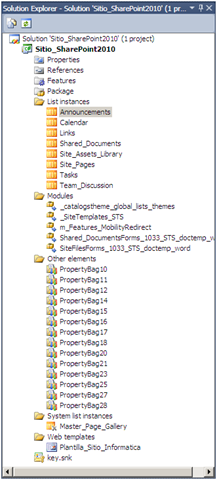 Solution Explorer - Solution 'Sitio_SharePoint2010' (1 pr...
Solution 'Sitio_SharePoint2010' (1 project)
Sitio_SharePoint2010
Properties
References
Features
Package
List instances
Announcements
Calendar
Links
Shared_Documents
Site_Assets_Library
Site_Pages
Tasks
Team_Discussion
Modules
_catalogstheme_global_lists_themes
_SiteTemplates_STS
m_Features_MobilityRedirect
Shared_DocumentsForms_1033_STS_doctemp_w
SiteFilesForms_1033_STS_doctemp_word
Other elements
PropertyBag10
PropertyBag11
PropertyBag12
PropertyBag14
PropertyBag15
PropertyBag16
PropertyBag17
PropertyBag18
PropertyBag20
PropertyBag21
PropertyBag23
PropertyBag25
PropertyBag27
PropertyBag28
System list instances
Master_Page_Gallery
Web templates
Plantilla_Sitio_Informatica
key.snk